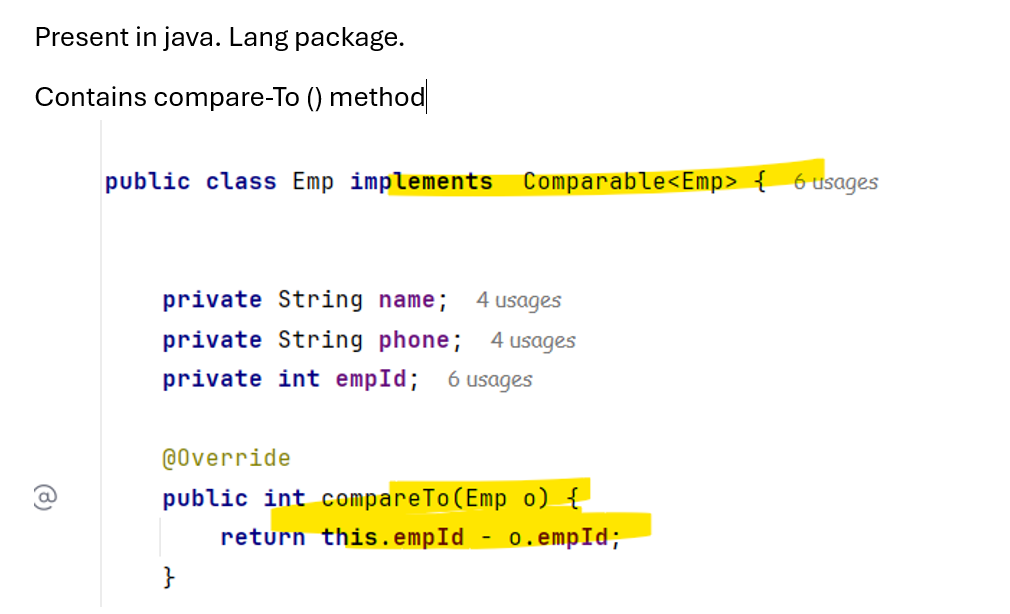 Present in java. Lang package.
Contains compare-To () method
public class Emp implements Comparable<Emp> { 6 usages
private String name; 4 usages
private String phone; 4 usages
private int empId; 6 usages
@Override
@ public int compareTo(Emp o) {
return this.empId - o.empId;
}